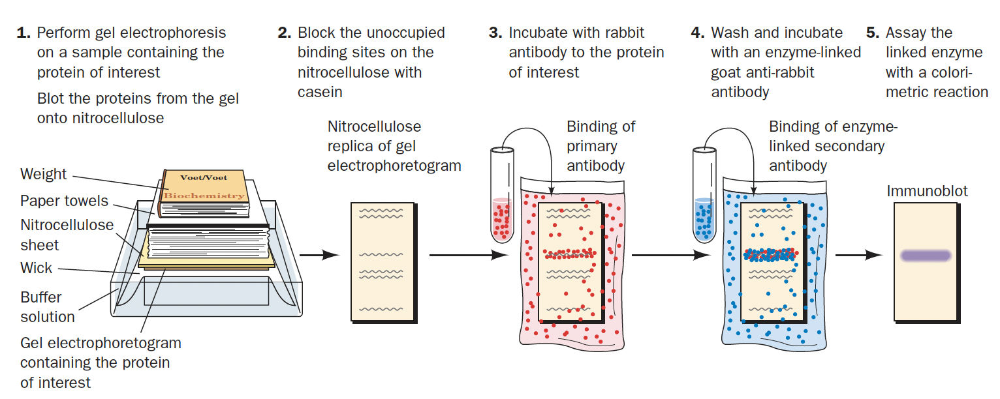 1. Perform gel electrophoresis
on a sample containing the
protein of interest
Blot the proteins from the gel
onto nitrocellulose
2. Block the unoccupied
binding sites on the
nitrocellulose with
casein
3. Incubate with rabbit
antibody to the protein
of interest
4. Wash and incubate
with an enzyme-linked
goat anti-rabbit
antibody
5. Assay the
linked enzyme
with a colori-
metric reaction
Weight
Paper towels
Nitrocellulose
sheet
Wick
Buffer
solution
Gel electrophoretogram
containing the protein
of interest
Voet/Voet
Biochemistry
Nitrocellulose
replica of gel
electrophoretogram
Binding of
primary
antibody
Binding of enzyme-
linked secondary
antibody
Immunoblot